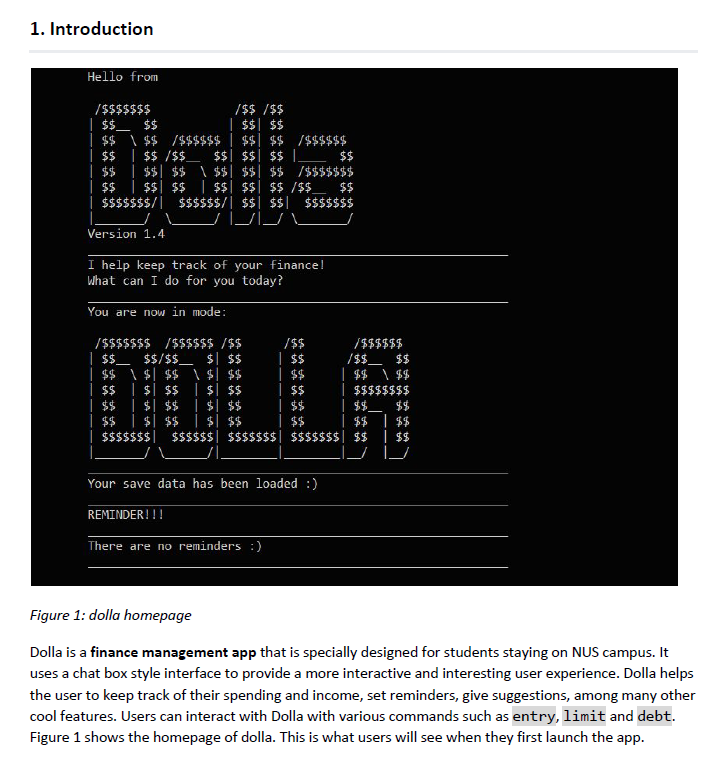 1. Introduction
Hello from
 /$$$$$$$            /$$ /$$
| $$__  $$          | $$| $$
| $$  \ $$  /$$$$$$ | $$| $$  /$$$$$$
| $$  | $$ /$$__  $$| $$| $$ |____  $$
| $$  | $$| $$  \ $$| $$| $$  /$$$$$$$
| $$  | $$| $$  | $$| $$| $$ /$$__  $$
| $$$$$$$/|  $$$$$$/| $$| $$|  $$$$$$$
|_______/  \______/ |__/|__/ \_______/
Version 1.4
I help keep track of your finance!
What can I do for you today?
You are now in mode:
 /$$$$$$$  /$$$$$$ /$$      /$$       /$$$$$$
| $$__  $$/$$__  $| $$     | $$      /$$__  $$
| $$  \ $| $$  \ $| $$     | $$     | $$  \ $$
| $$  | $| $$  | $| $$     | $$     | $$$$$$$$
| $$  | $| $$  | $| $$     | $$     | $$__  $$
| $$  | $| $$  | $| $$     | $$     | $$  | $$
| $$$$$$$|  $$$$$$| $$$$$$$| $$$$$$$| $$  | $$
|_______/ \______/|________|________|__/  |__/
Your save data has been loaded :)
REMINDER!!!
There are no reminders :)
Figure 1: dolla homepage
Dolla is a finance management app that is specially designed for students staying on NUS campus. It
uses a chat box style interface to provide a more interactive and interesting user experience. Dolla helps
the user to keep track of their spending and income, set reminders, give suggestions, among many other
cool features. Users can interact with Dolla with various commands such as entry, limit and debt.
Figure 1 shows the homepage of dolla. This is what users will see when they first launch the app.